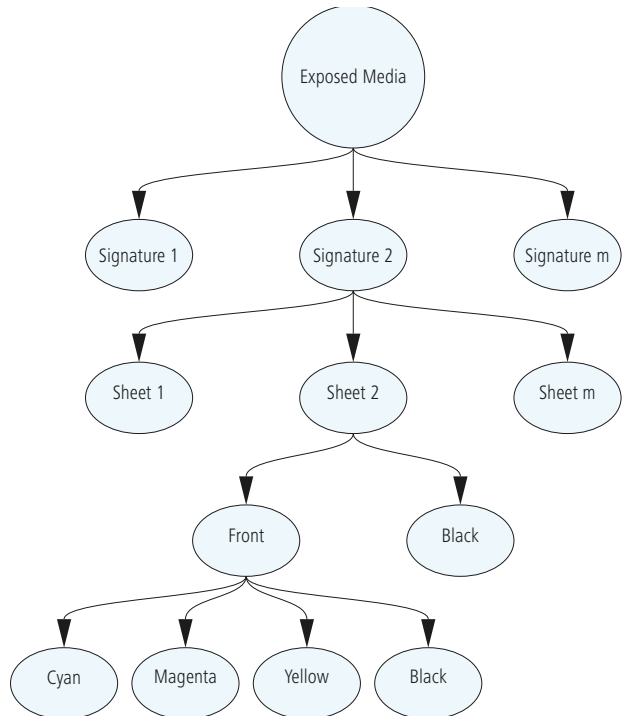 Exposed Media
Signature 1
Signature 2
Signature m
Sheet 1
Sheet 2
Sheet m
Front
Black
Cyan
Magenta
Yellow
Black